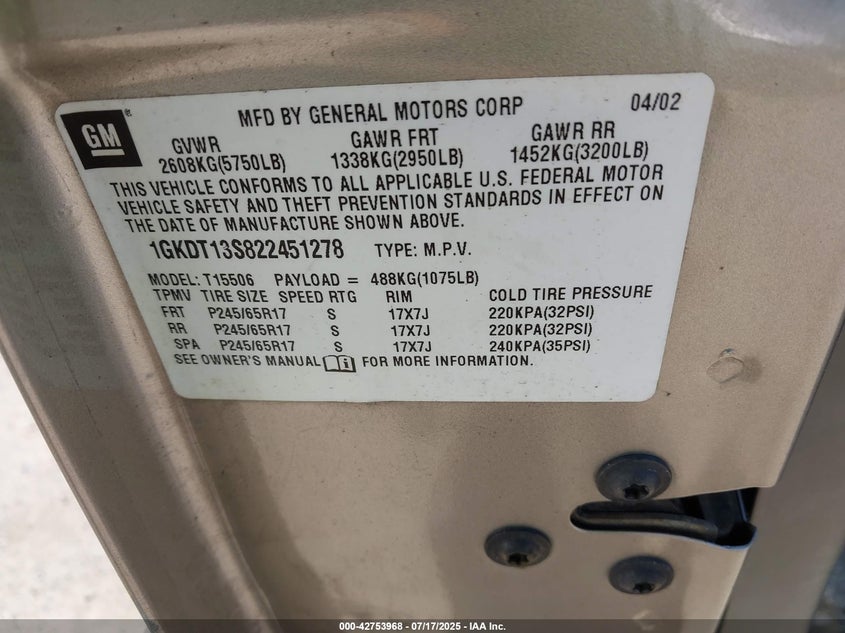 GM ®
MFD BY GENERAL MOTORS CORP 04/02
GVWR GAWR FRT GAWR RR
2608KG(5750LB) 1338KG(2950LB) 1452KG(3200LB)
THIS VEHICLE CONFORMS TO ALL APPLICABLE U.S. FEDERAL MOTOR
VEHICLE SAFETY AND THEFT PREVENTION STANDARDS IN EFFECT ON
THE DATE OF MANUFACTURE SHOWN ABOVE.
1GKDT13S822451278 TYPE: M.P.V.
MODEL: T15506 PAYLOAD = 488KG(1075LB)
TPMV TIRE SIZE SPEED RTG RIM COLD TIRE PRESSURE
FRT P245/65R17 S 17X7J 220KPA(32PSI)
RR P245/65R17 S 17X7J 220KPA(32PSI)
SPA P245/65R17 S 17X7J 240KPA(35PSI)
SEE OWNER'S MANUAL FOR MORE INFORMATION.
000-42753968 - 07/17/2025 - IAA Inc.